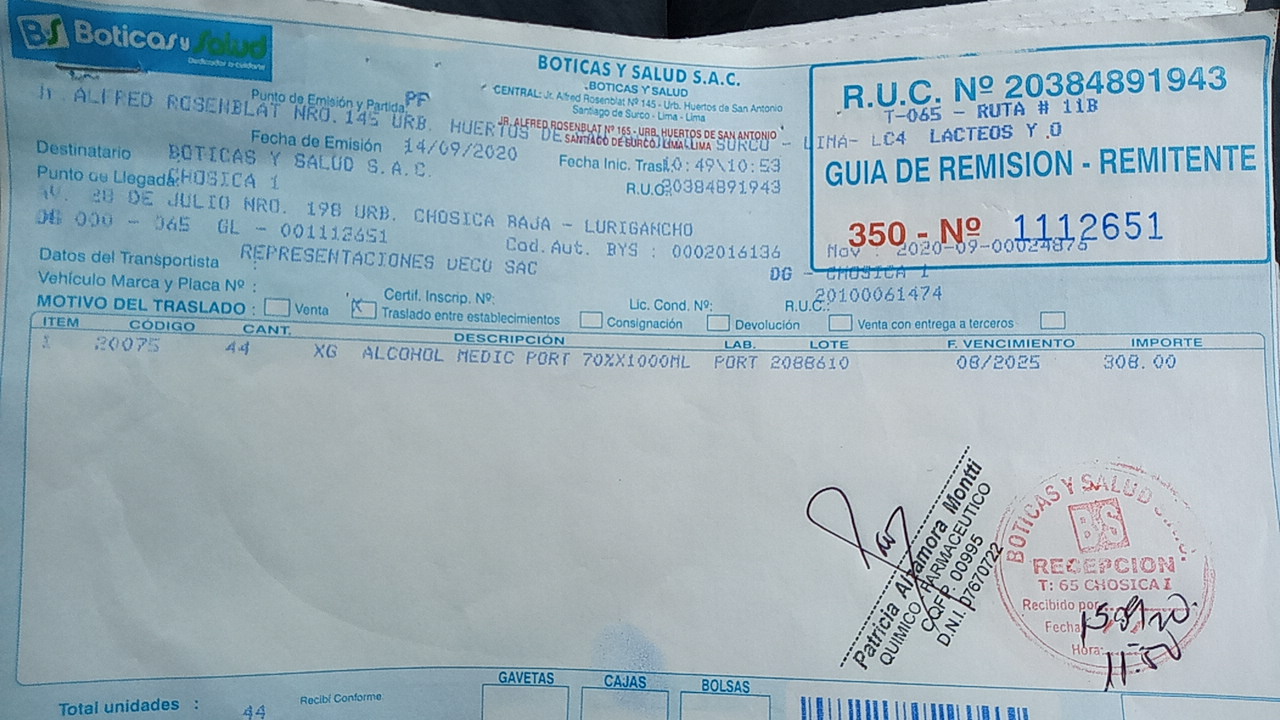 BS Boticas y Salud
Dedicados a cuidarte
BOTICAS Y SALUD S.A.C.
BOTICAS Y SALUD
CENTRAL: Jr. Alfred Rosenblat Nº 145 - Urb. Huertos de San Antonio
Santiago de Surco - Lima - Lima
JR. ALFRED ROSENBLAT Nº 165 - URB. HUERTOS DE SAN ANTONIO
SANTIAGO DE SURCO, LIMA, LIMA
R.U.C. Nº 20384891943
T-065 - RUTA # 11B
GUIA DE REMISION - REMITENTE
350 - Nº 1112651
Punto de Emisión y Partida PF
Jr. ALFRED ROSENBLAT NRO. 145 URB. HUERTOS DE SURCO - LIMA- LC4 LACTEOS Y .O
Fecha de Emisión 14/09/2020
Fecha Inic. Trasl. 10:49\10:53
Destinatario BOTICAS Y SALUD S.A.C.
R.U.C. 20384891943
Punto de Llegada: CHOSICA 1
AV. 28 DE JULIO NRO. 198 URB. CHOSICA BAJA - LURIGANCHO
06 000 - 065 GL - 001112651 Cod. Aut. BYS : 0002016136 Mov : 2020-09-00024876
Datos del Transportista : REPRESENTACIONES DECO SAC DG - CHOSICA 1
Vehículo Marca y Placa Nº : Certif. Inscrip. Nº: Lic. Cond. Nº: R.U.C.: 20100061474
MOTIVO DEL TRASLADO : Venta X Traslado entre establecimientos Consignación Devolución Venta con entrega a terceros
ITEM CÓDIGO CANT. DESCRIPCIÓN LAB. LOTE F. VENCIMIENTO IMPORTE
1 20075 44 XG ALCOHOL MEDIC PORT 70%X1000ML PORT 2088610 08/2025 308.00
Patricia Altamora Montti
QUIMICO FARMACEUTICO
CQFP. 00995
D.N.I. 07670722
BOTICAS Y SALUD S.A.C.
BS
RECEPCION
T: 65 CHOSICA I
Recibido por:
Fecha: 15 09 20
Hora: 11:50
Total unidades : 44
Recibí Conforme
GAVETAS CAJAS BOLSAS